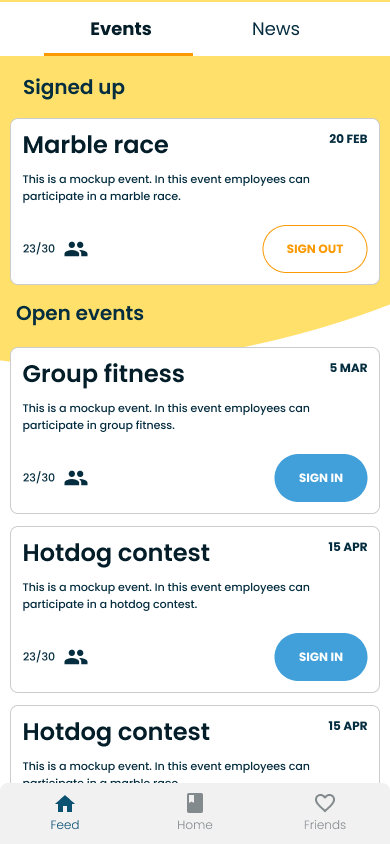 Events
News
Signed up
Marble race
20 FEB
This is a mockup event. In this event employees can
participate in a marble race.
23/30
SIGN OUT
Open events
Group fitness
5 MAR
This is a mockup event. In this event employees can
participate in group fitness.
23/30
SIGN IN
Hotdog contest
15 APR
This is a mockup event. In this event employees can
participate in a hotdog contest.
23/30
SIGN IN
Hotdog contest
15 APR
This is a mockup event. In this event employees can
participate in a marble race.
Feed
Home
Friends